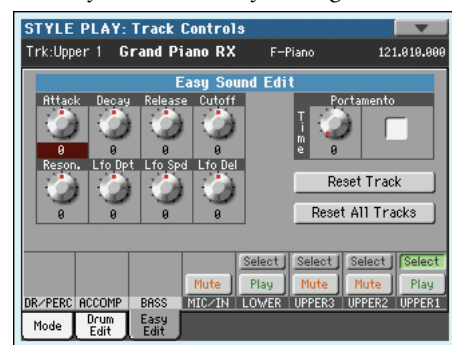 STYLE PLAY: Track Controls
Trk:Upper 1 Grand Piano RX F-Piano 121.010.000
Easy Sound Edit
Attack Decay Release Cutoff Portamento
Time
0 0 0 0 0
Reson. Lfo Dpt Lfo Spd Lfo Del
Reset Track
0 0 0 0
Reset All Tracks
Select Select Select Select
Mute Play Mute Mute Play
DR/PERC ACCOMP BASS MIC/IN LOWER UPPER3 UPPER2 UPPER1
Mode Drum Edit Easy Edit